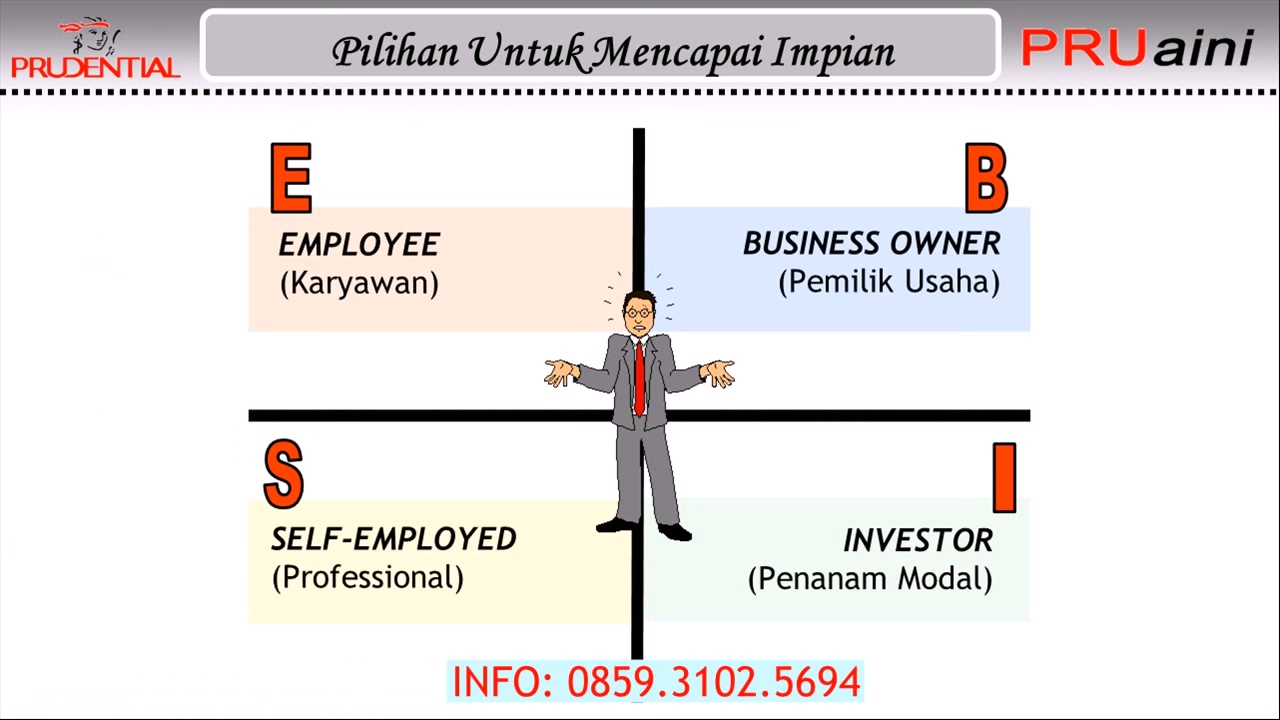 PRUDENTIAL
Pilihan Untuk Mencapai Impian
PRUaini
E
EMPLOYEE
(Karyawan)
B
BUSINESS OWNER
(Pemilik Usaha)
S
SELF-EMPLOYED
(Professional)
I
INVESTOR
(Penanam Modal)
INFO: 0859.3102.5694